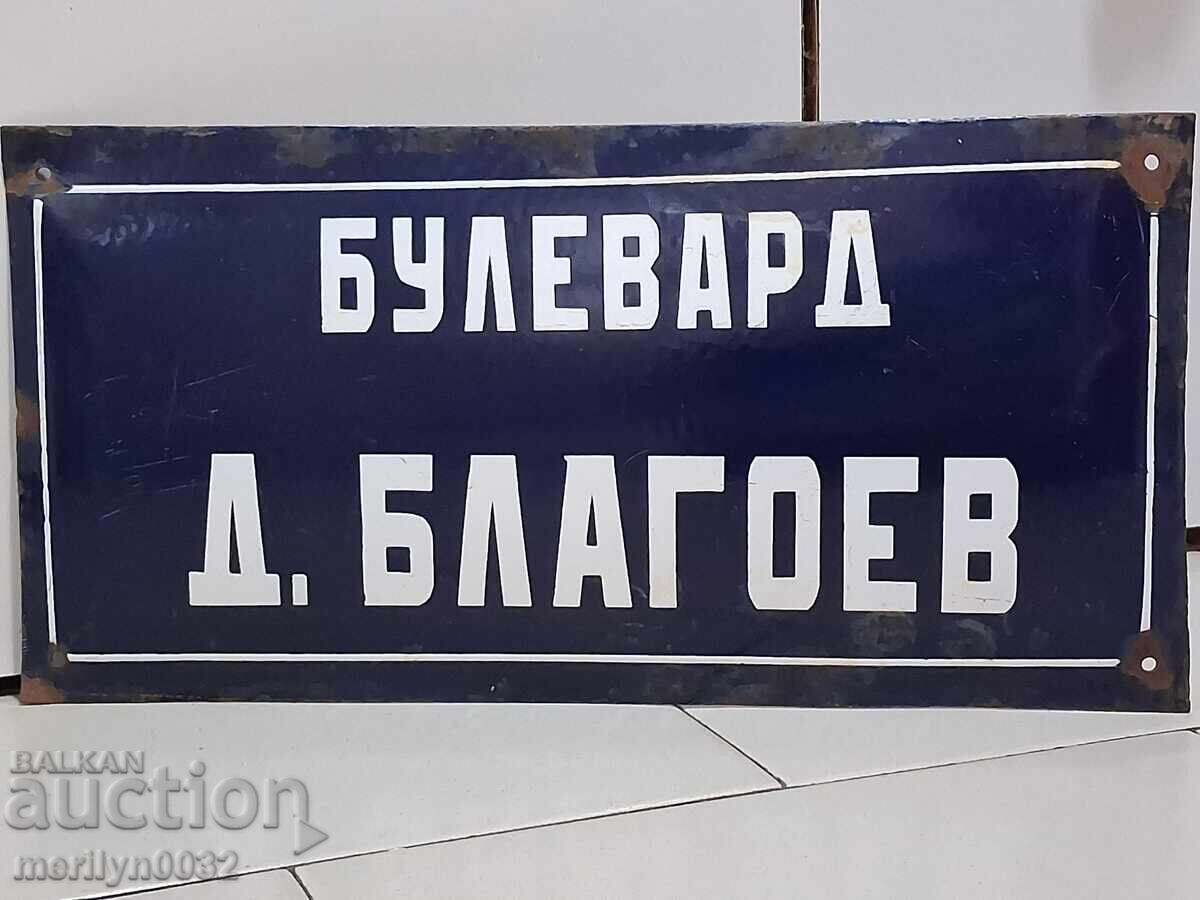 БУЛЕВАРД
Д. БЛАГОЕВ
BALKAN
auction
merilyn0032